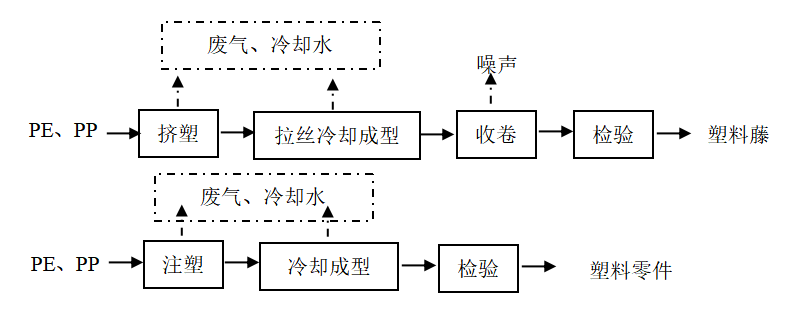 废气、冷却水
噪声
PE、PP 挤塑 拉丝冷却成型 收卷 检验 塑料藤
废气、冷却水
PE、PP 注塑 冷却成型 检验 塑料零件